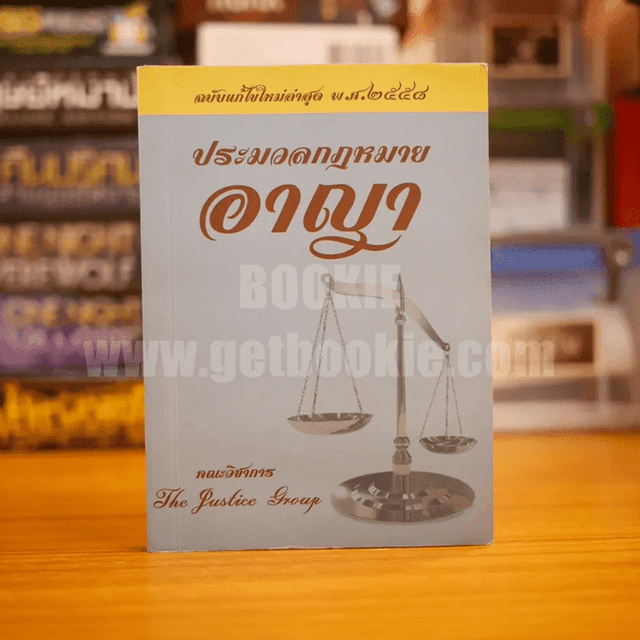 ฉบับแก้ไขใหม่ล่าสุด พ.ศ.๒๕๕๘
ประมวลกฎหมาย
อาญา
BOOKIE
www.getbookie.com
คณะวิชาการ
The Justice Group